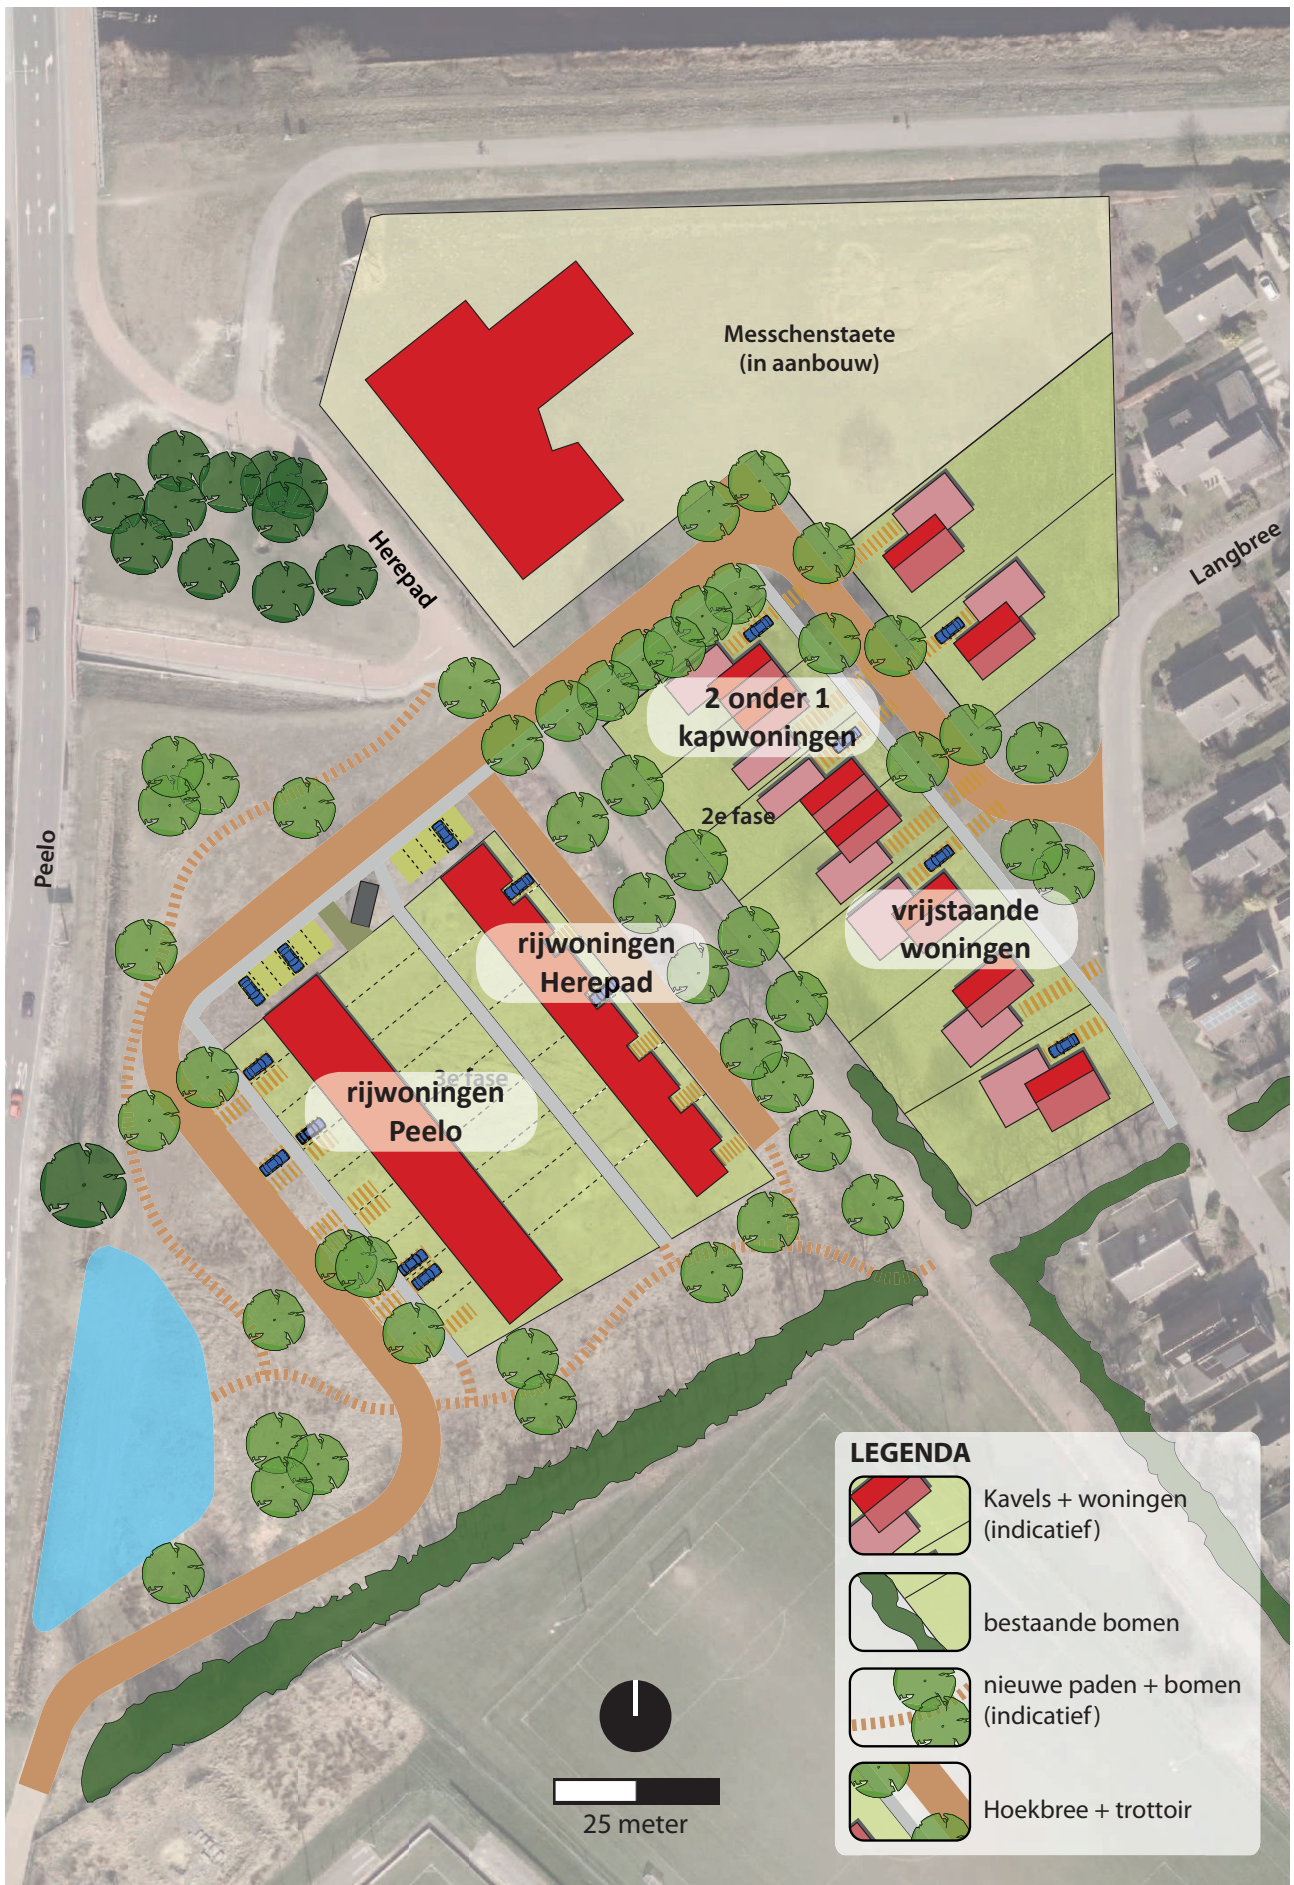 Messchenstaete
(in aanbouw)
Herepad
Langbree
2 onder 1
kapwoningen
2e fase
Peelo
vrijstaande
woningen
rijwoningen
Herepad
3e fase
rijwoningen
Peelo
LEGENDA
Kavels + woningen
(indicatief)
bestaande bomen
nieuwe paden + bomen
(indicatief)
Hoekbree + trottoir
25 meter